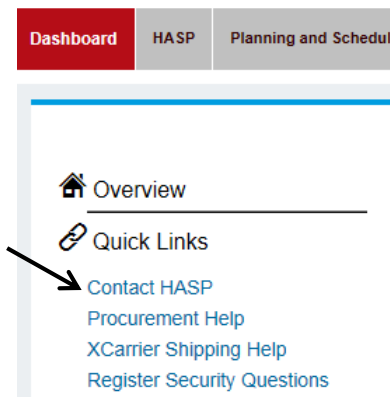 Dashboard HASP Planning and Schedul
Overview
Quick Links
Contact HASP
Procurement Help
XCarrier Shipping Help
Register Security Questions